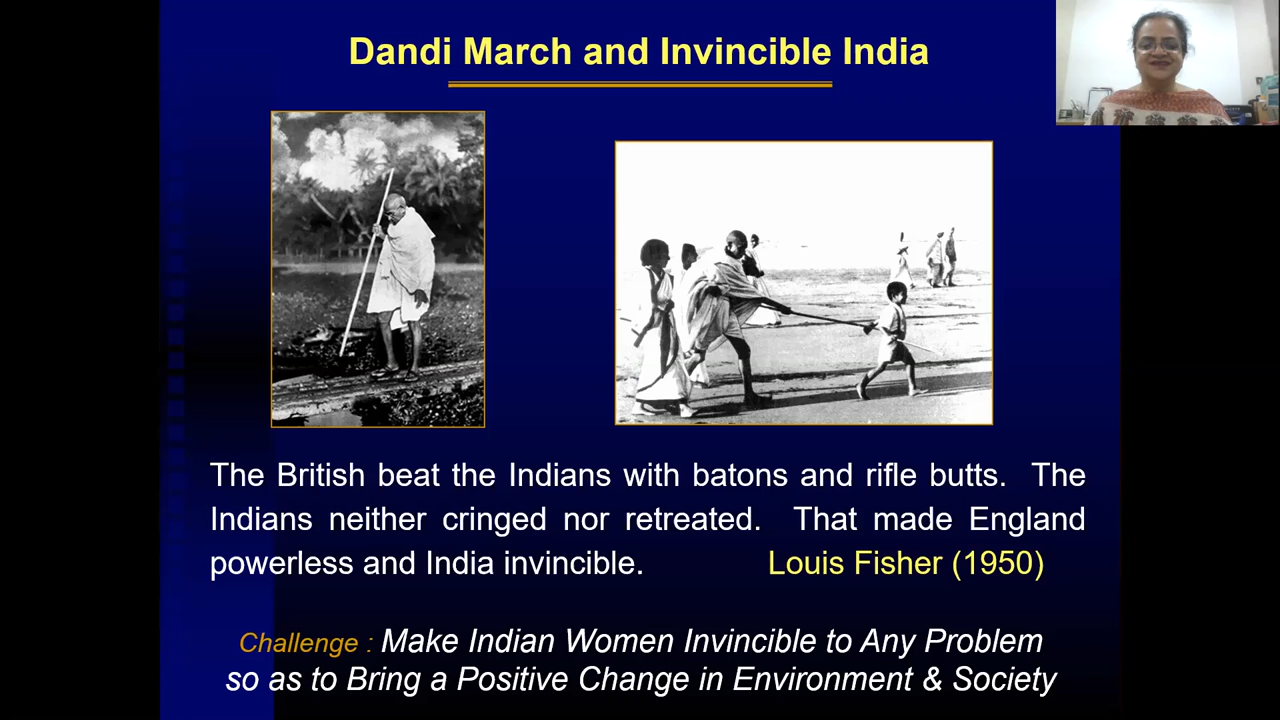 Dandi March and Invincible India
The British beat the Indians with batons and rifle butts. The
Indians neither cringed nor retreated. That made England
powerless and India invincible. Louis Fisher (1950)
Challenge : Make Indian Women Invincible to Any Problem
so as to Bring a Positive Change in Environment & Society